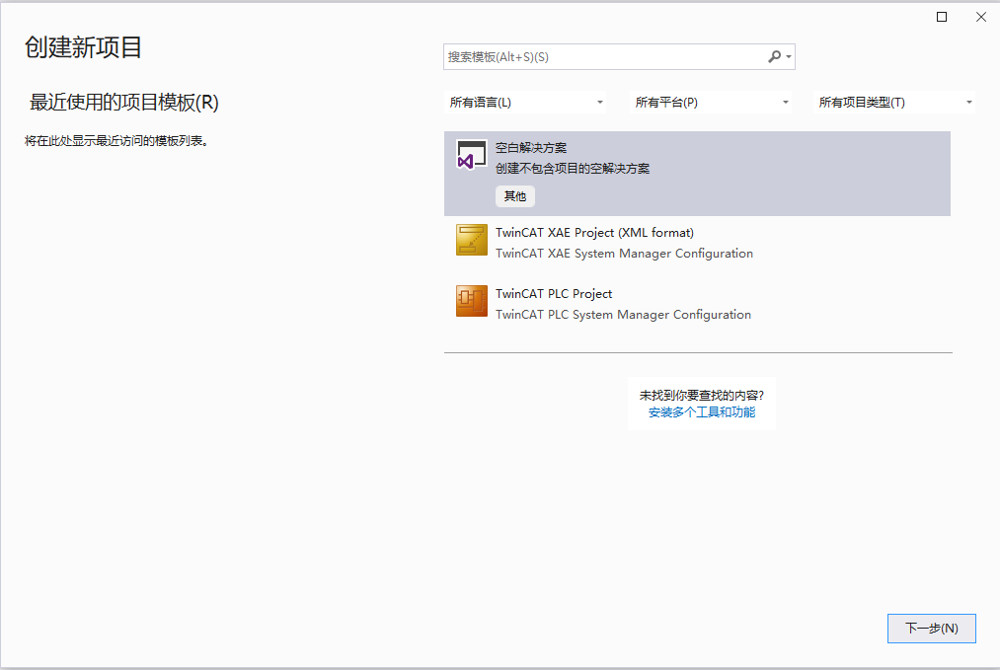 创建新项目
最近使用的项目模板(R)
将在此处显示最近访问的模板列表。
搜索模板(Alt+S)(S)
所有语言(L)
所有平台(P)
所有项目类型(T)
空白解决方案
创建不包含项目的空解决方案
其他
TwinCAT XAE Project (XML format)
TwinCAT XAE System Manager Configuration
TwinCAT PLC Project
TwinCAT PLC System Manager Configuration
未找到你要查找的内容?
安装多个工具和功能
下一步(N)